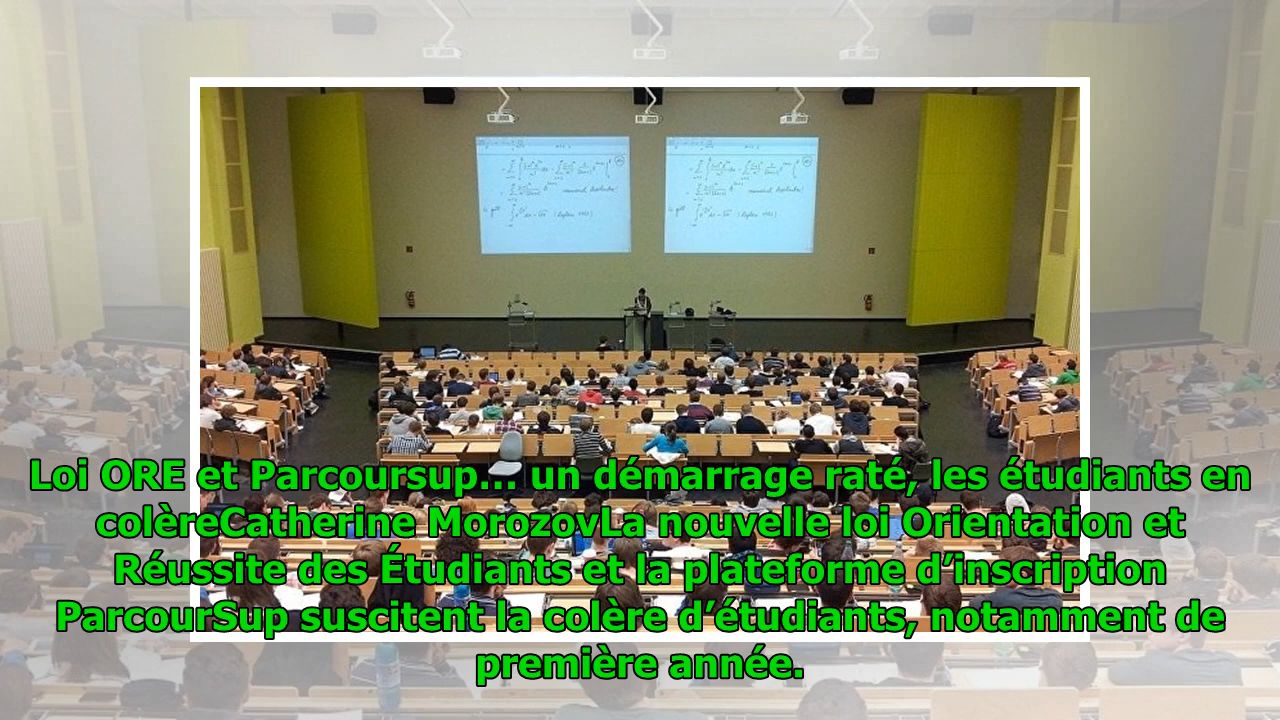 Loi ORE et Parcoursup... un démarrage raté, les étudiants en
colèreCatherine MorozovLa nouvelle loi Orientation et
Réussite des Étudiants et la plateforme d’inscription
ParcourSup suscitent la colère d’étudiants, notamment de
première année.